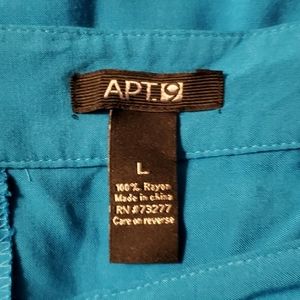 APT.9
L
100% Rayon
Made in china
RN #73277
Care on reverse